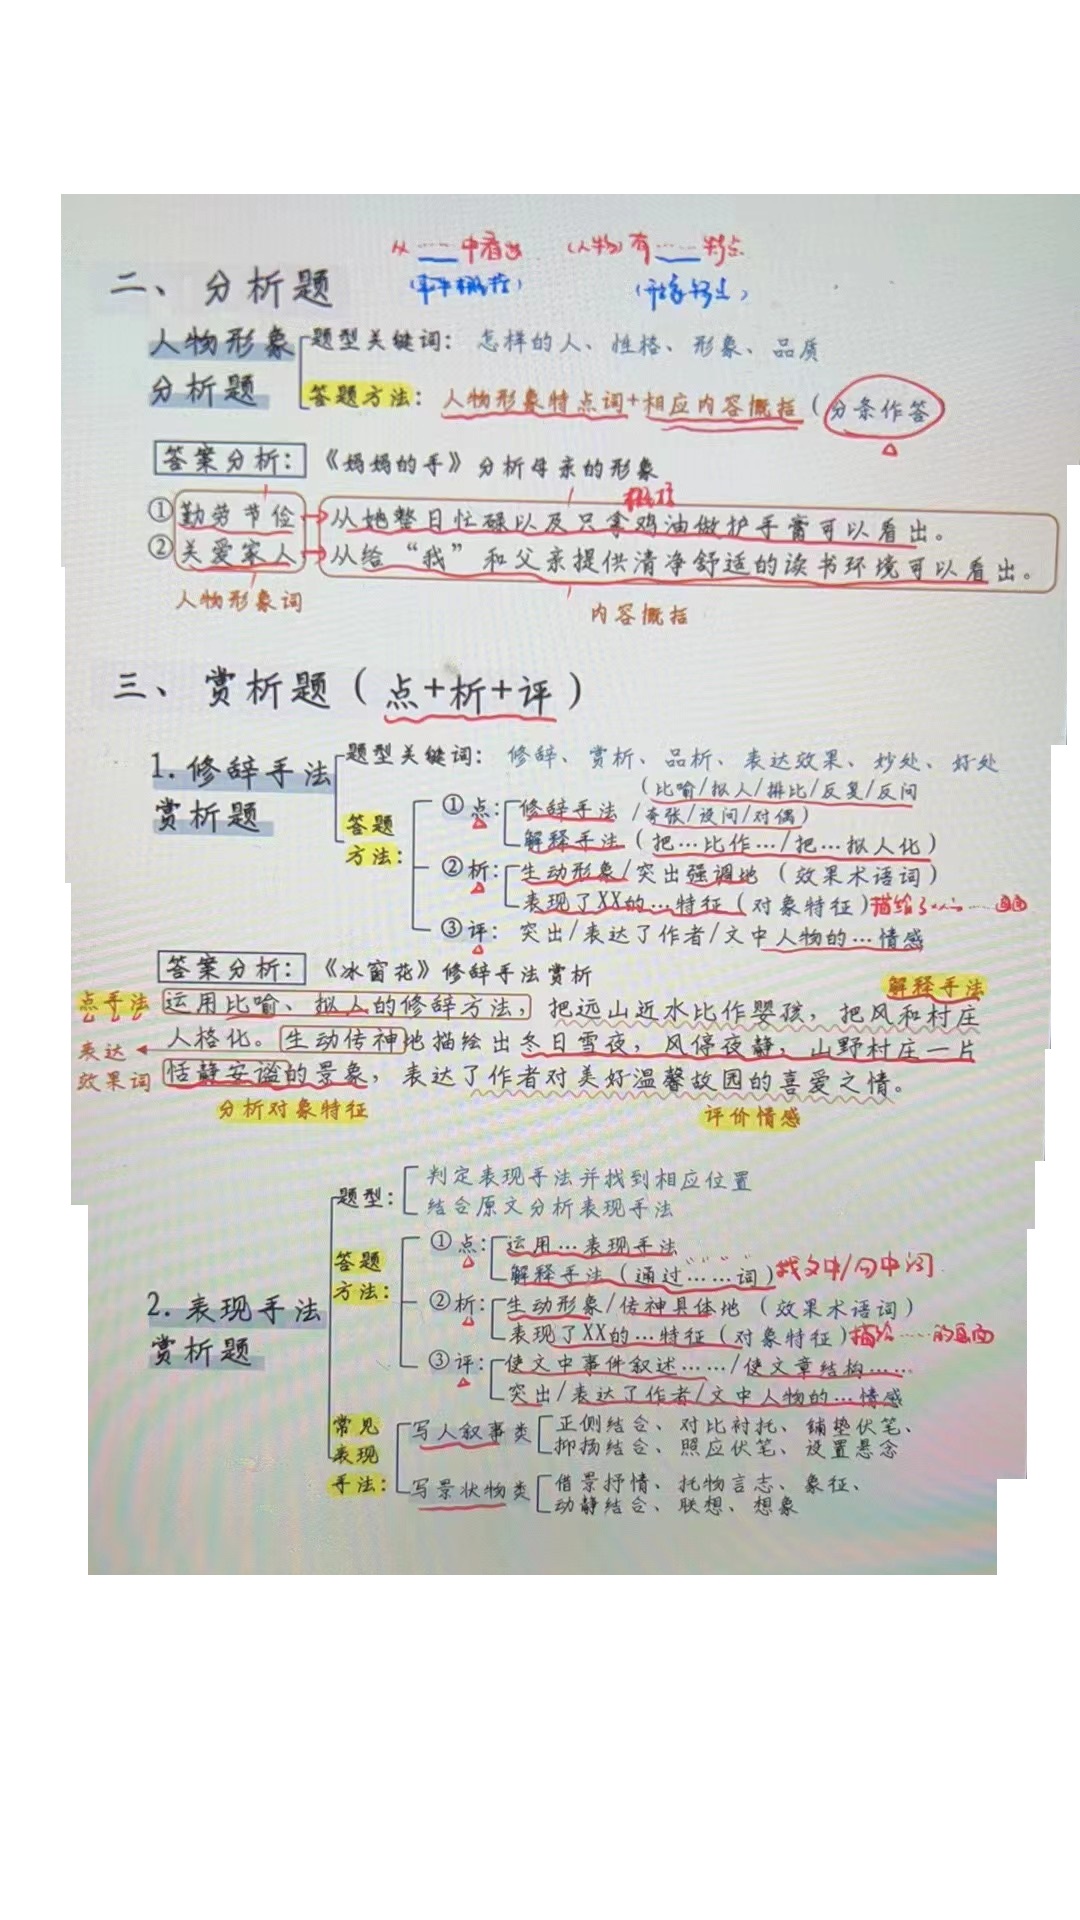 从……中看出 (人物)有……特点
(事件概括) (形象特点)
二、分析题
人物形象 题型关键词：怎样的人、性格、形象、品质
分析题 答题方法：人物形象特点词+相应内容概括（分条作答
答案分析：《妈妈的手》分析母亲的形象
概括
①勤劳节俭→从她整日忙碌以及只拿鸡油做护手膏可以看出。
②关爱家人→从给“我”和父亲提供清净舒适的读书环境可以看出。
人物形象词 内容概括
三、赏析题（点+析+评）
1.修辞手法 题型关键词：修辞、赏析、品析、表达效果、妙处、好处
赏析题
（比喻/拟人/排比/反复/反问
答题 ①点：修辞手法 /夸张/设问/对偶）
方法： 解释手法（把…比作…/把…拟人化）
②析：生动形象/突出强调地（效果术语词）
表现了XX的…特征（对象特征）描绘了……画面
③评：突出/表达了作者/文中人物的…情感
答案分析：《冰窗花》修辞手法赏析
解释手法
点手法 运用比喻、拟人的修辞方法，把远山近水比作婴孩，把风和村庄
表达 人格化。生动传神地描绘出冬日雪夜，风停夜静，山野村庄一片
效果词 恬静安谧的景象，表达了作者对美好温馨故园的喜爱之情。
分析对象特征 评价情感
题型：判定表现手法并找到相应位置
结合原文分析表现手法
2.表现手法
赏析题
答题 ①点：运用…表现手法
方法： 解释手法（通过……词）找文中/句中词
②析：生动形象/传神具体地（效果术语词）
表现了XX的…特征（对象特征）描绘……的画面
③评：使文中事件叙述……/使文章结构……
突出/表达了作者/文中人物的…情感
常见 写人叙事类 正侧结合、对比衬托、铺垫伏笔、
表现 抑扬结合、照应伏笔、设置悬念
手法： 写景状物类 借景抒情、托物言志、象征、
动静结合、联想、想象